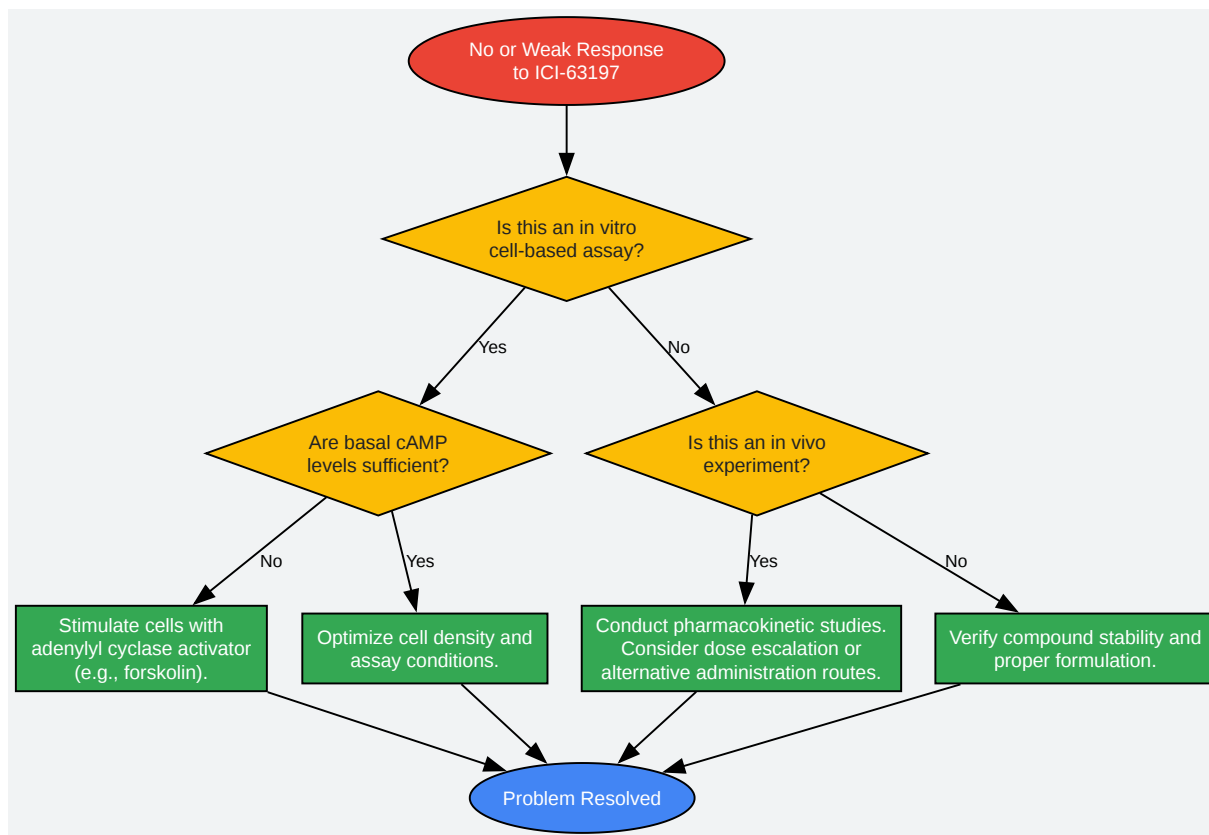 No or Weak Response
to ICI-63197
Is this an in vitro
cell-based assay?
Yes
No
Are basal cAMP
levels sufficient?
Is this an in vivo
experiment?
No
Yes
Yes
No
Stimulate cells with
adenylyl cyclase activator
(e.g., forskolin).
Optimize cell density and
assay conditions.
Conduct pharmacokinetic studies.
Consider dose escalation or
alternative administration routes.
Verify compound stability and
proper formulation.
Problem Resolved